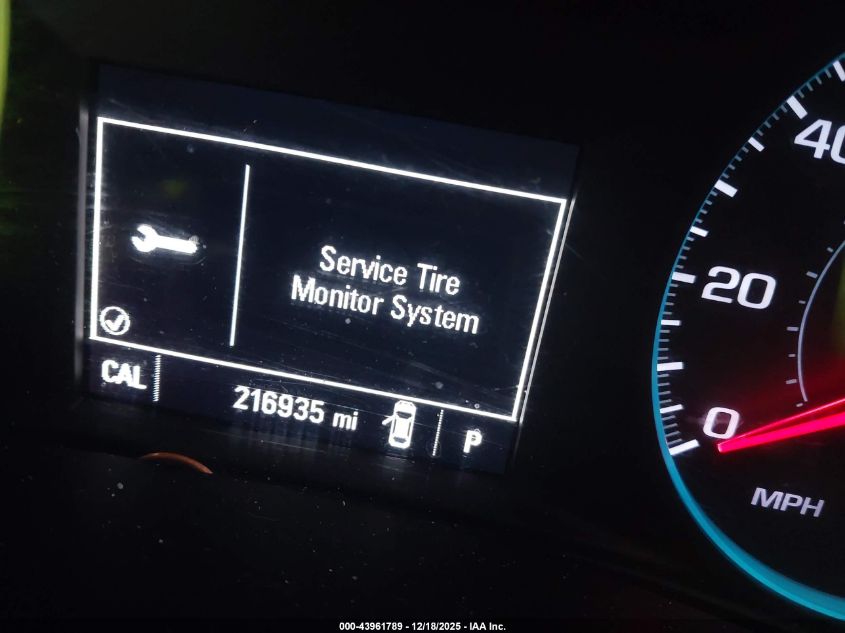 Service Tire
Monitor System
CAL
216935 mi
P
40
20
0
MPH
000-43961789 - 12/18/2025 - IAA Inc.